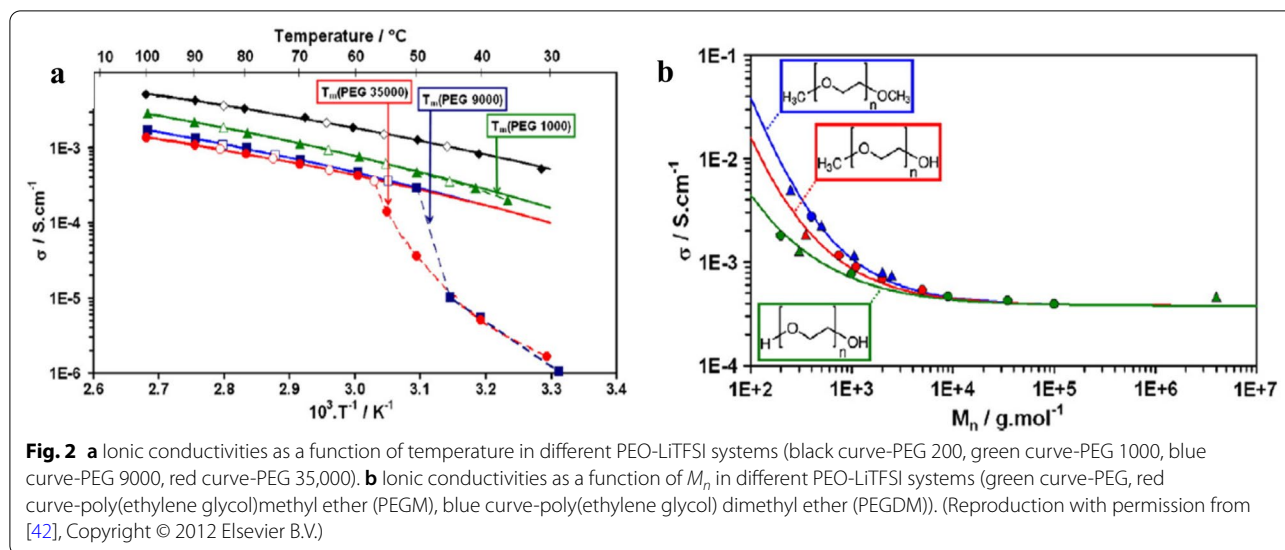 Temperature / °C
10 100 90 80 70 60 50 40 30
a
T_m(PEG 35000)
T_m(PEG 9000)
T_m(PEG 1000)
1E-3
1E-4
1E-5
1E-6
σ / S.cm⁻¹
2.6 2.7 2.8 2.9 3.0 3.1 3.2 3.3 3.4
10³.T⁻¹ / K⁻¹
b
1E-1
1E-2
1E-3
1E-4
σ / S.cm⁻¹
H₃C O n OCH₃
H₃C O n OH
H O n OH
1E+2 1E+3 1E+4 1E+5 1E+6 1E+7
M_n / g.mol⁻¹
Fig. 2 a Ionic conductivities as a function of temperature in different PEO-LiTFSI systems (black curve-PEG 200, green curve-PEG 1000, blue
curve-PEG 9000, red curve-PEG 35,000). b Ionic conductivities as a function of M_n in different PEO-LiTFSI systems (green curve-PEG, red
curve-poly(ethylene glycol)methyl ether (PEGM), blue curve-poly(ethylene glycol) dimethyl ether (PEGDM)). (Reproduction with permission from
[42], Copyright © 2012 Elsevier B.V.)